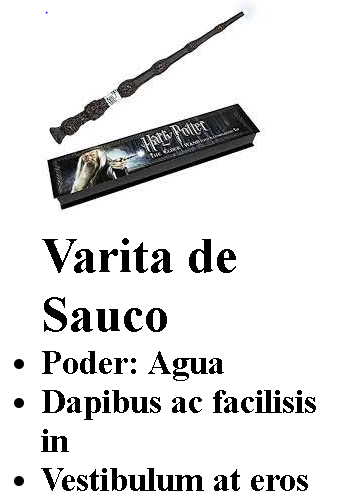 Harry Potter
Varita de
Sauco
Poder: Agua
Dapibus ac facilisis
in
Vestibulum at eros